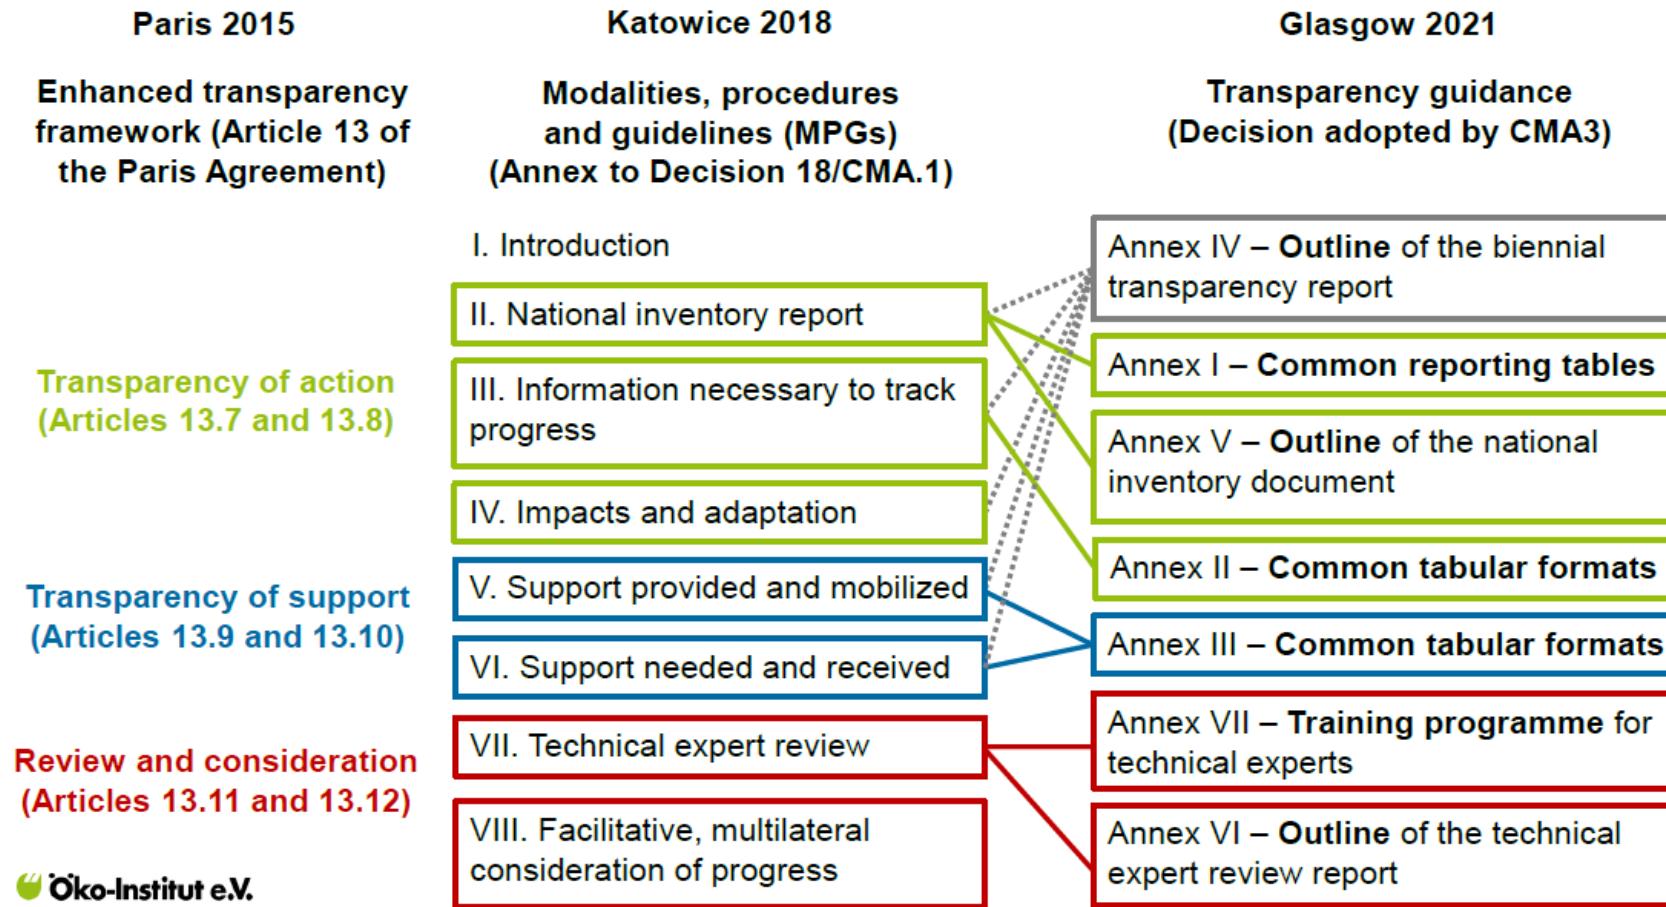 Paris 2015
Enhanced transparency
framework (Article 13 of
the Paris Agreement)
Transparency of action
(Articles 13.7 and 13.8)
Transparency of support
(Articles 13.9 and 13.10)
Review and consideration
(Articles 13.11 and 13.12)
Öko-Institut e.V.
Katowice 2018
Modalities, procedures
and guidelines (MPGs)
(Annex to Decision 18/CMA.1)
I. Introduction
II. National inventory report
III. Information necessary to track
progress
IV. Impacts and adaptation
V. Support provided and mobilized
VI. Support needed and received
VII. Technical expert review
VIII. Facilitative, multilateral
consideration of progress
Glasgow 2021
Transparency guidance
(Decision adopted by CMA3)
Annex IV – Outline of the biennial
transparency report
Annex I – Common reporting tables
Annex V – Outline of the national
inventory document
Annex II – Common tabular formats
Annex III – Common tabular formats
Annex VII – Training programme for
technical experts
Annex VI – Outline of the technical
expert review report